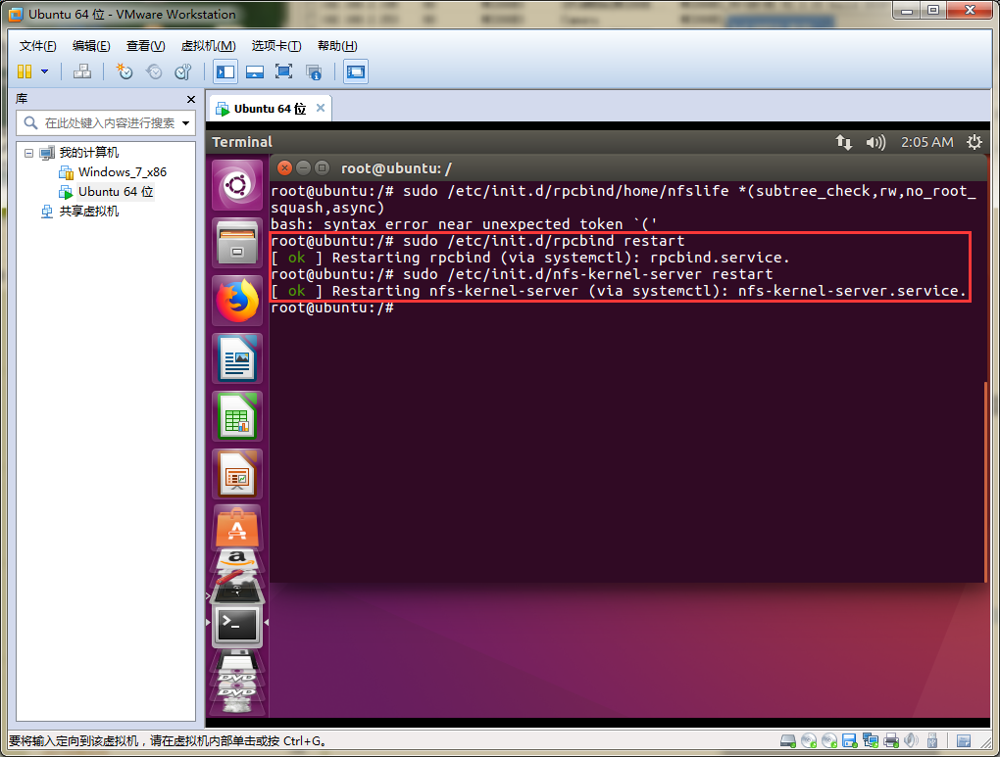 Ubuntu 64 位 - VMware Workstation
文件(F) 编辑(E) 查看(V) 虚拟机(M) 选项卡(T) 帮助(H)
库
在此处键入内容进行搜索
我的计算机
Windows_7_x86
Ubuntu 64 位
共享虚拟机
Ubuntu 64 位
Terminal
2:05 AM
root@ubuntu: /
root@ubuntu:/# sudo /etc/init.d/rpcbind/home/nfslife *(subtree_check,rw,no_root_
squash,async)
bash: syntax error near unexpected token `('
root@ubuntu:/# sudo /etc/init.d/rpcbind restart
[ ok ] Restarting rpcbind (via systemctl): rpcbind.service.
root@ubuntu:/# sudo /etc/init.d/nfs-kernel-server restart
[ ok ] Restarting nfs-kernel-server (via systemctl): nfs-kernel-server.service.
root@ubuntu:/#
A
a
>_
DVD
DVD
要将输入定向到该虚拟机，请在虚拟机内部单击或按 Ctrl+G。